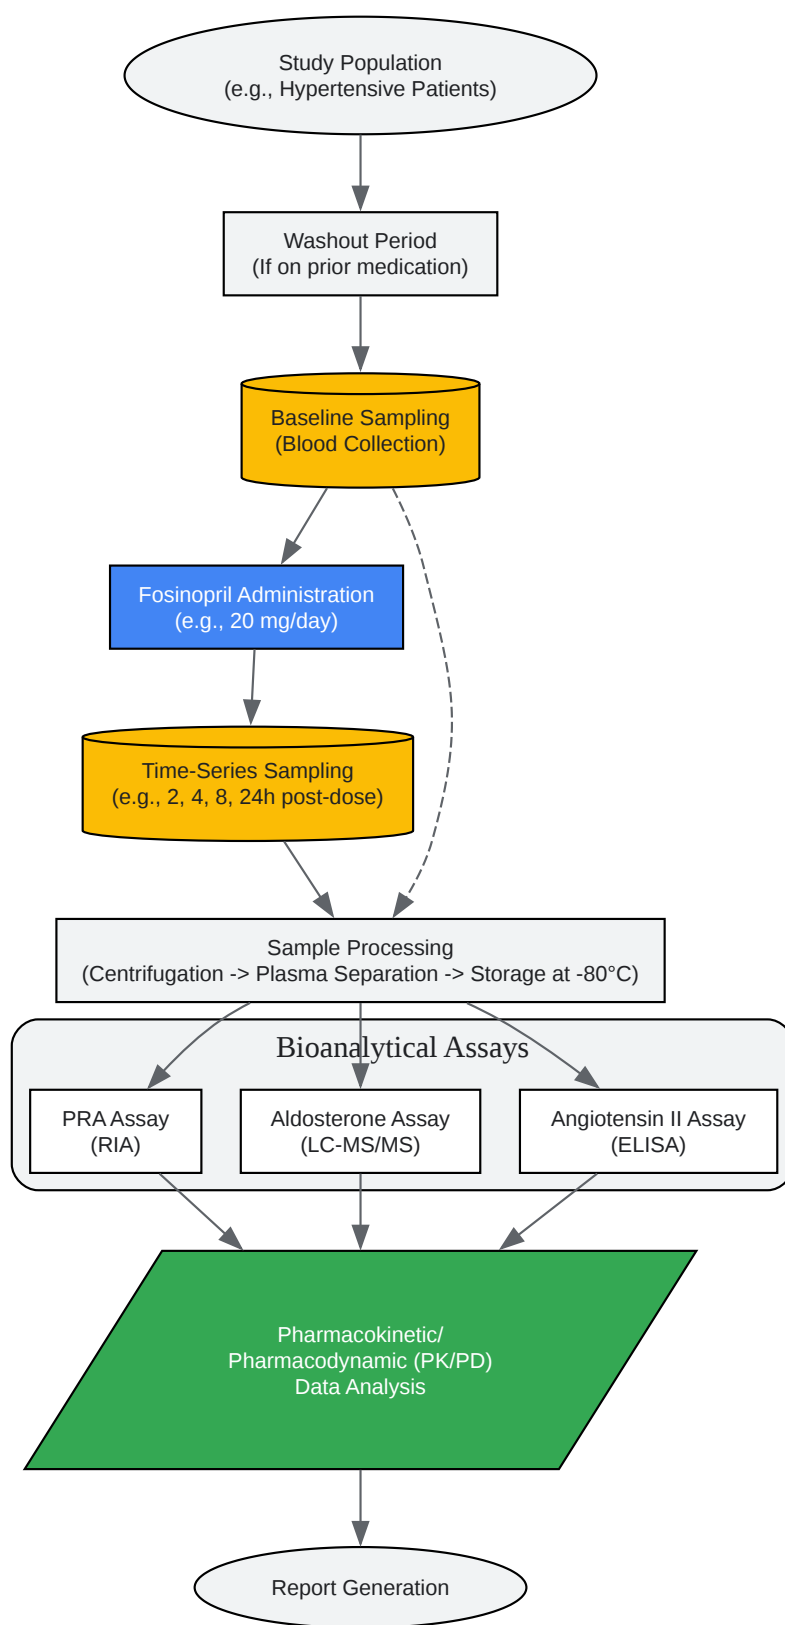 Study Population
(e.g., Hypertensive Patients)
Washout Period
(If on prior medication)
Baseline Sampling
(Blood Collection)
Fosinopril Administration
(e.g., 20 mg/day)
Time-Series Sampling
(e.g., 2, 4, 8, 24h post-dose)
Sample Processing
(Centrifugation -> Plasma Separation -> Storage at -80°C)
Bioanalytical Assays
PRA Assay
(RIA)
Aldosterone Assay
(LC-MS/MS)
Angiotensin II Assay
(ELISA)
Pharmacokinetic/
Pharmacodynamic (PK/PD)
Data Analysis
Report Generation